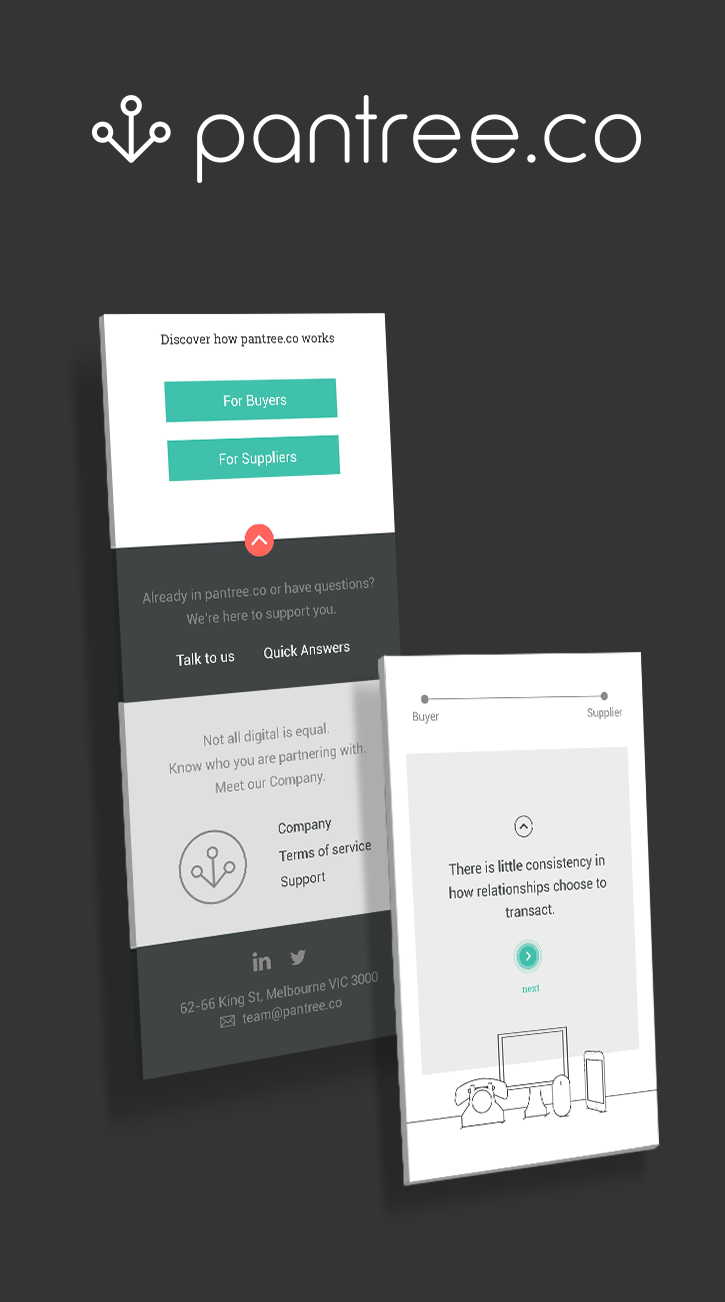 pantree.co
Discover how pantree.co works
For Buyers
For Suppliers
Already in pantree.co or have questions?
We're here to support you.
Talk to us
Quick Answers
Not all digital is equal.
Know who you are partnering with.
Meet our Company.
Company
Terms of service
Support
in
62-66 King St, Melbourne VIC 3000
team@pantree.co
Buyer
Supplier
There is little consistency in
how relationships choose to
transact.
next